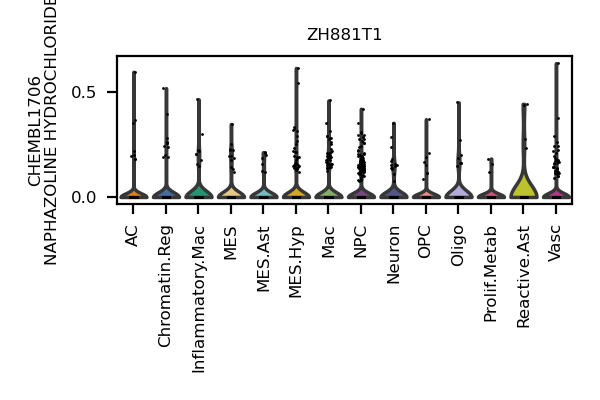 ZH881T1
CHEMBL1706
NAPHAZOLINE HYDROCHLORIDE
0.5
0.0
AC
Chromatin.Reg
Inflammatory.Mac
MES
MES.Ast
MES.Hyp
Mac
NPC
Neuron
OPC
Oligo
Prolif.Metab
Reactive.Ast
Vasc